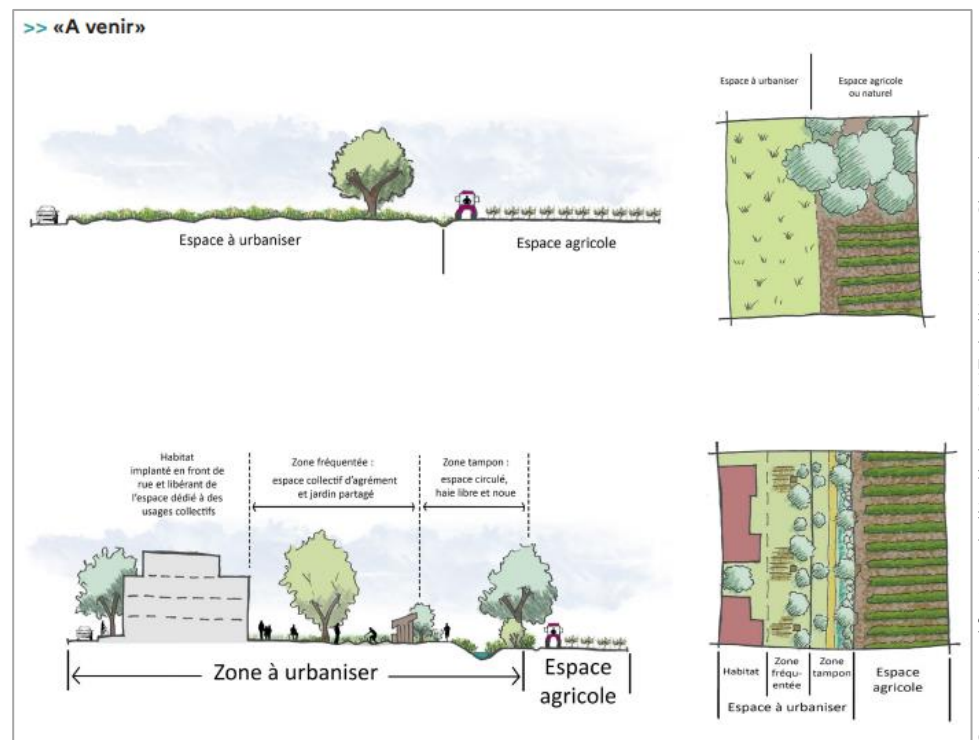 >> «A venir»
Espace à urbaniser
Espace agricole
ou naturel
Espace à urbaniser
Espace agricole
Habitat
implanté en front de
rue et libérant de
l'espace dédié à des
usages collectifs
Zone fréquentée :
espace collectif d'agrément
et jardin partagé
Zone tampon :
espace circulé,
haie libre et noue
Zone à urbaniser
Espace
agricole
Habitat
Zone
fréqu-
entée
Zone
tampon
Espace
agricole
Espace à urbaniser